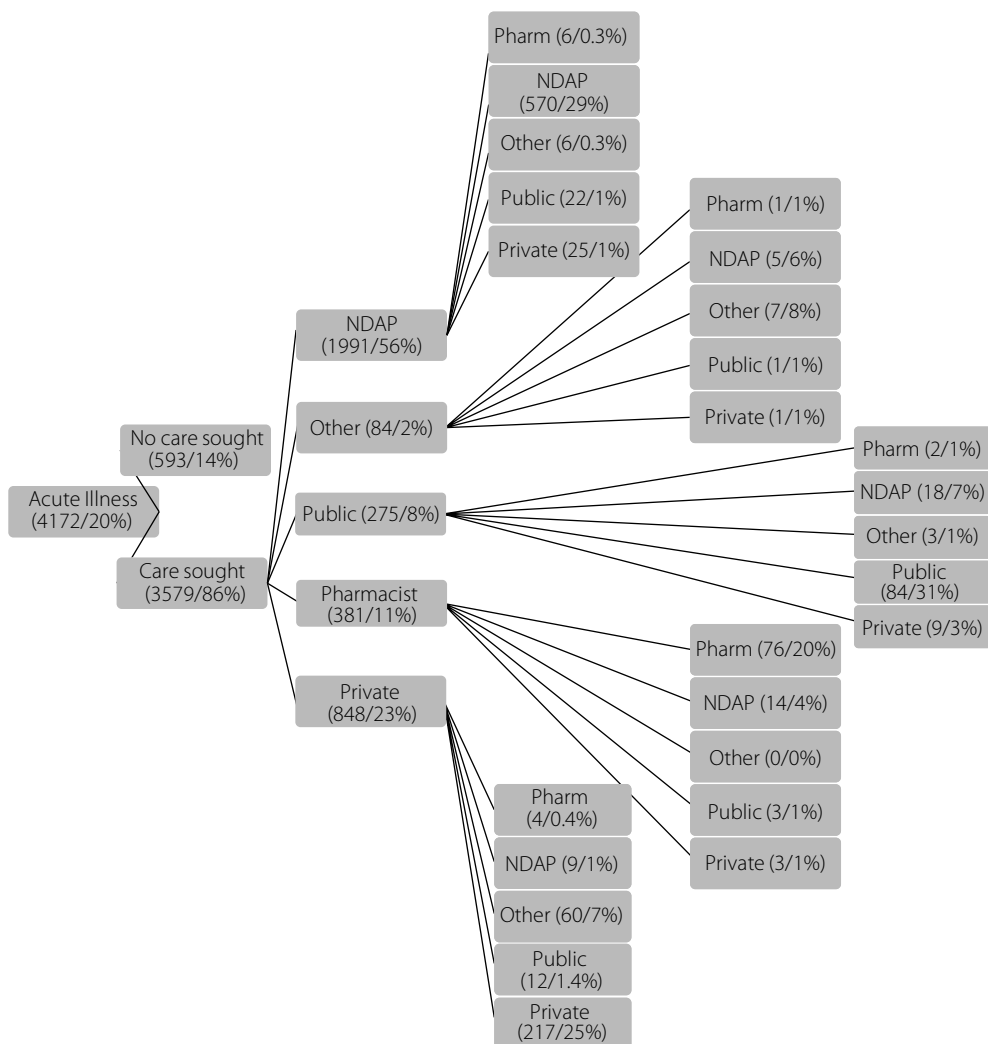 Acute Illness
(4172/20%)
No care sought
(593/14%)
Care sought
(3579/86%)
NDAP
(1991/56%)
Other (84/2%)
Public (275/8%)
Pharmacist
(381/11%)
Private
(848/23%)
Pharm (6/0.3%)
NDAP
(570/29%)
Other (6/0.3%)
Public (22/1%)
Private (25/1%)
Pharm (1/1%)
NDAP (5/6%)
Other (7/8%)
Public (1/1%)
Private (1/1%)
Pharm (2/1%)
NDAP (18/7%)
Other (3/1%)
Public
(84/31%)
Private (9/3%)
Pharm (76/20%)
NDAP (14/4%)
Other (0/0%)
Public (3/1%)
Private (3/1%)
Pharm
(4/0.4%)
NDAP (9/1%)
Other (60/7%)
Public
(12/1.4%)
Private
(217/25%)